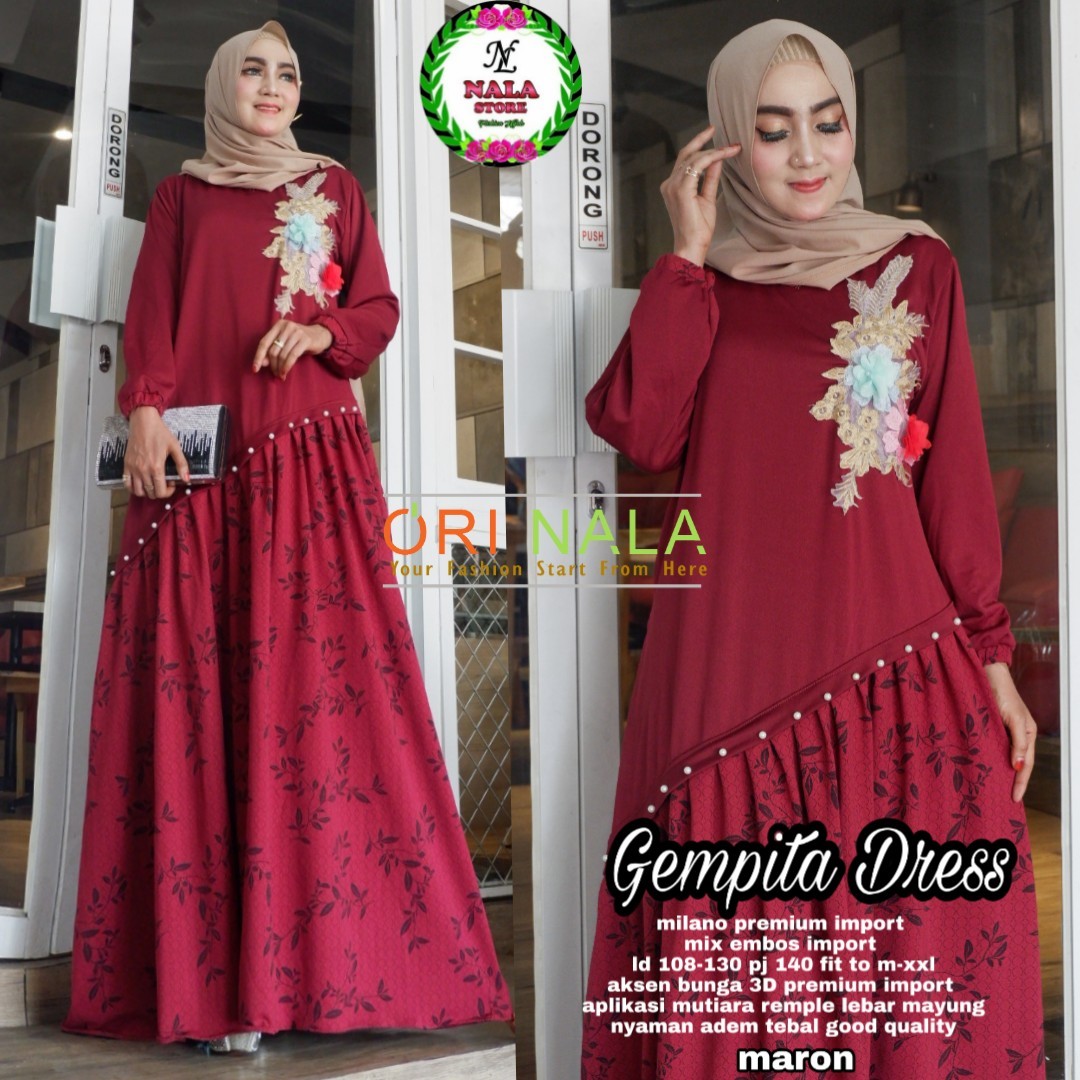 NL
NALA
STORE
DORONG
PUSH
DORONG
PUSH
ORI NALA
Your Fashion Start From Here
Gempita Dress
milano premium import
mix embos import
ld 108-130 pj 140 fit to m-xxl
aksen bunga 3D premium import
aplikasi mutiara remple lebar mayung
nyaman adem tebal good quality
maron